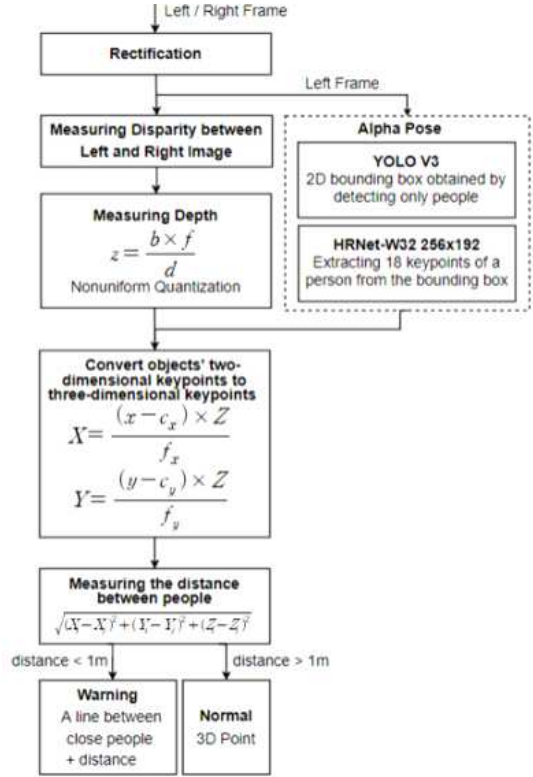 Left / Right Frame
Rectification
Left Frame
Measuring Disparity between
Left and Right Image
Alpha Pose
YOLO V3
2D bounding box obtained by
detecting only people
HRNet-W32 256x192
Extracting 18 keypoints of a
person from the bounding box
Measuring Depth
z = b × f / d
Nonuniform Quantization
Convert objects' two-
dimensional keypoints to
three-dimensional keypoints
X = (x − c_x) × Z / f_x
Y = (y − c_y) × Z / f_y
Measuring the distance
between people
√(X−X)²+(Y−Y)²+(Z−Z)²
distance < 1m
distance > 1m
Warning
A line between
close people
+ distance
Normal
3D Point